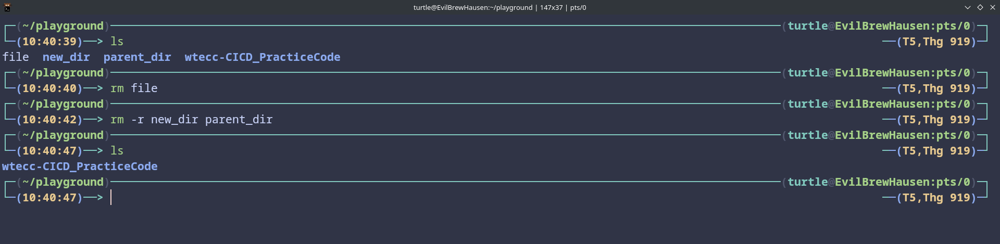 turtle@EvilBrewHausen:~/playground | 147x37 | pts/0
(~/playground) (turtle@EvilBrewHausen:pts/0)
(10:40:39)──> ls (T5,Thg 919)
file new_dir parent_dir wtecc-CICD_PracticeCode
(~/playground) (turtle@EvilBrewHausen:pts/0)
(10:40:40)──> rm file (T5,Thg 919)
(~/playground) (turtle@EvilBrewHausen:pts/0)
(10:40:42)──> rm -r new_dir parent_dir (T5,Thg 919)
(~/playground) (turtle@EvilBrewHausen:pts/0)
(10:40:47)──> ls (T5,Thg 919)
wtecc-CICD_PracticeCode
(~/playground) (turtle@EvilBrewHausen:pts/0)
(10:40:47)──> (T5,Thg 919)